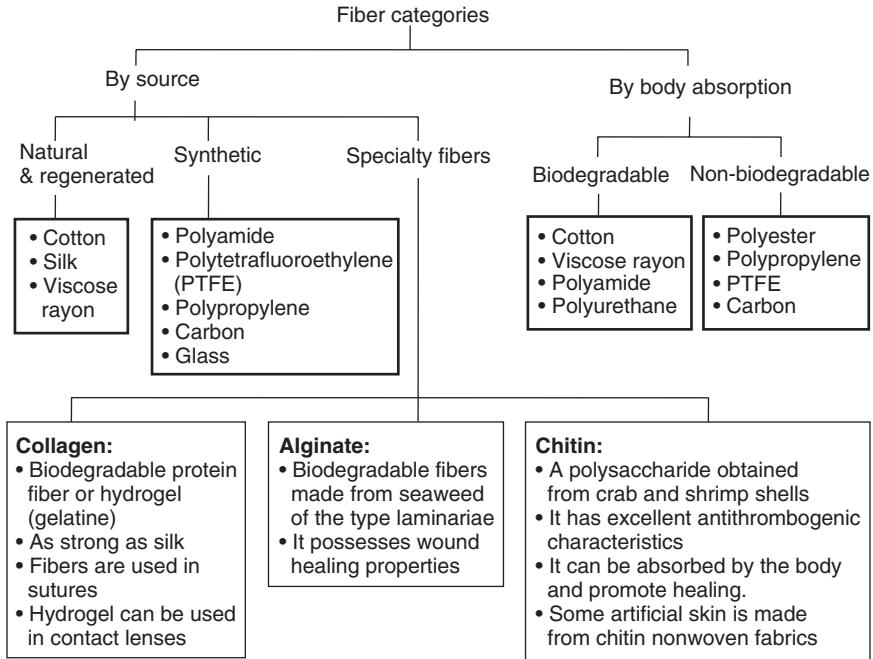 Fiber categories
By source
By body absorption
Natural
& regenerated
Synthetic
Specialty fibers
Biodegradable
Non-biodegradable
• Cotton
• Silk
• Viscose
rayon
• Polyamide
• Polytetrafluoroethylene
(PTFE)
• Polypropylene
• Carbon
• Glass
• Cotton
• Viscose rayon
• Polyamide
• Polyurethane
• Polyester
• Polypropylene
• PTFE
• Carbon
Collagen:
• Biodegradable protein
fiber or hydrogel
(gelatine)
• As strong as silk
• Fibers are used in
sutures
• Hydrogel can be used
in contact lenses
Alginate:
• Biodegradable fibers
made from seaweed
of the type laminariae
• It possesses wound
healing properties
Chitin:
• A polysaccharide obtained
from crab and shrimp shells
• It has excellent antithrombogenic
characteristics
• It can be absorbed by the body
and promote healing.
• Some artificial skin is made
from chitin nonwoven fabrics